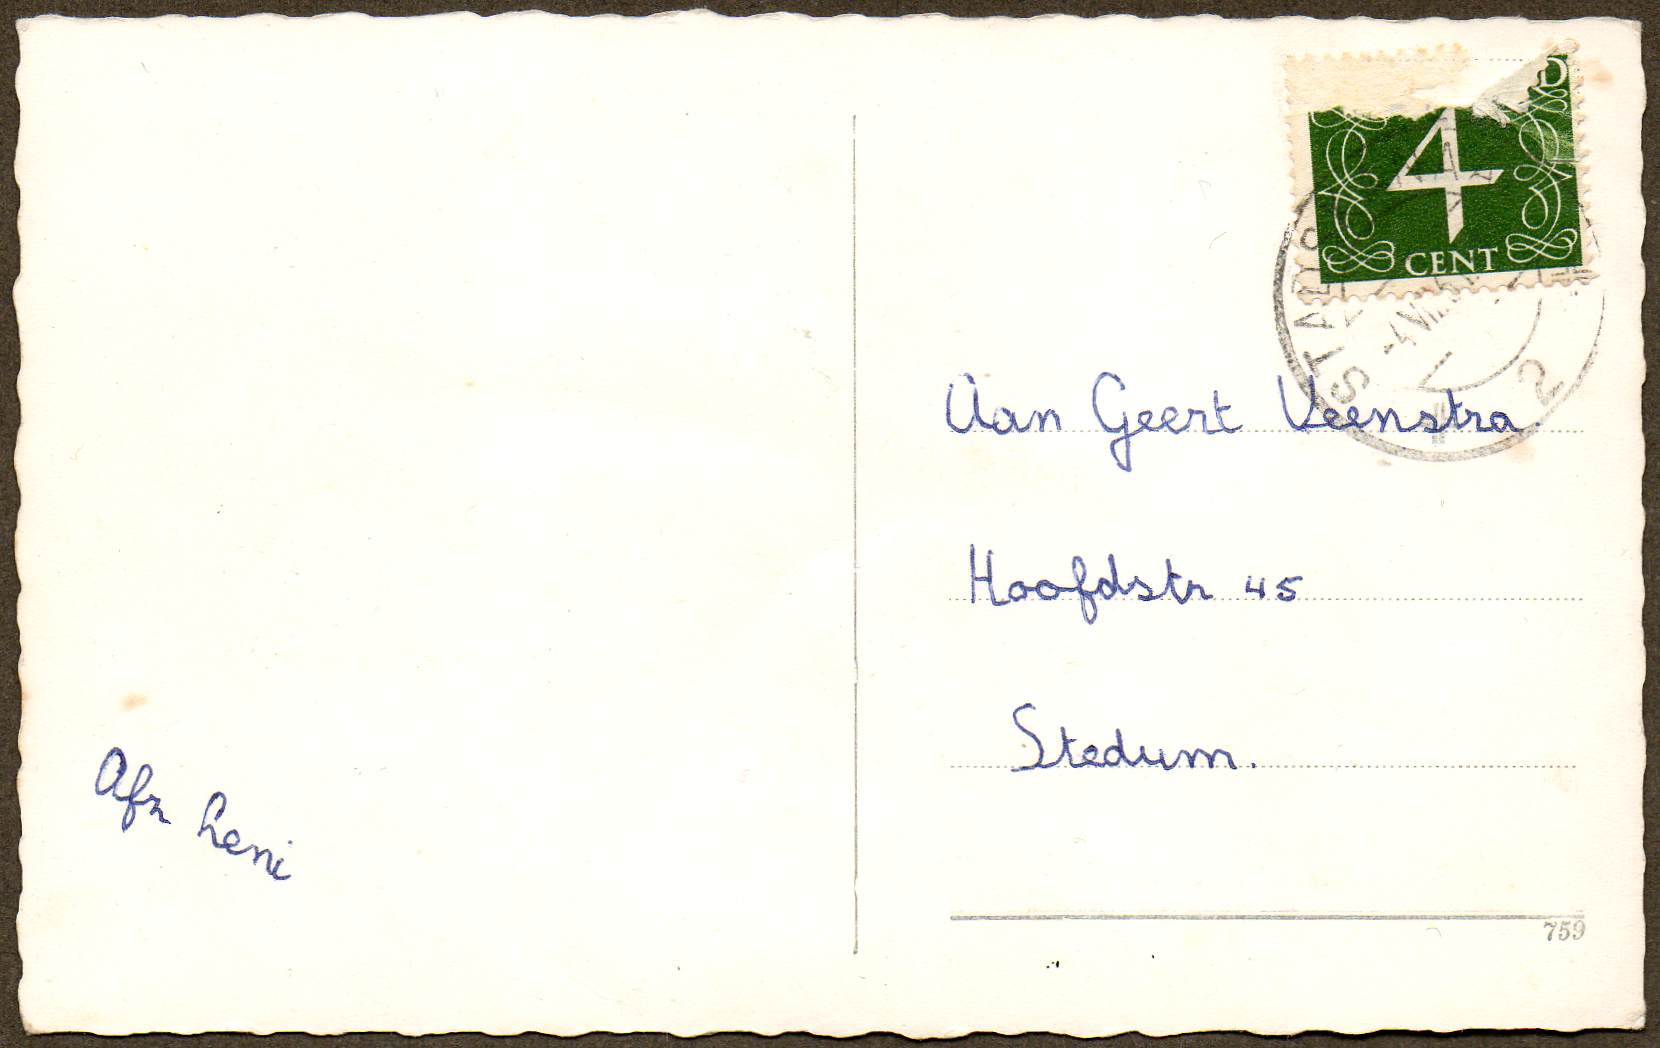 4
CENT
Aan Geert Veenstra.
Hoofdstr 45
Stedum.
Afz Leni
759